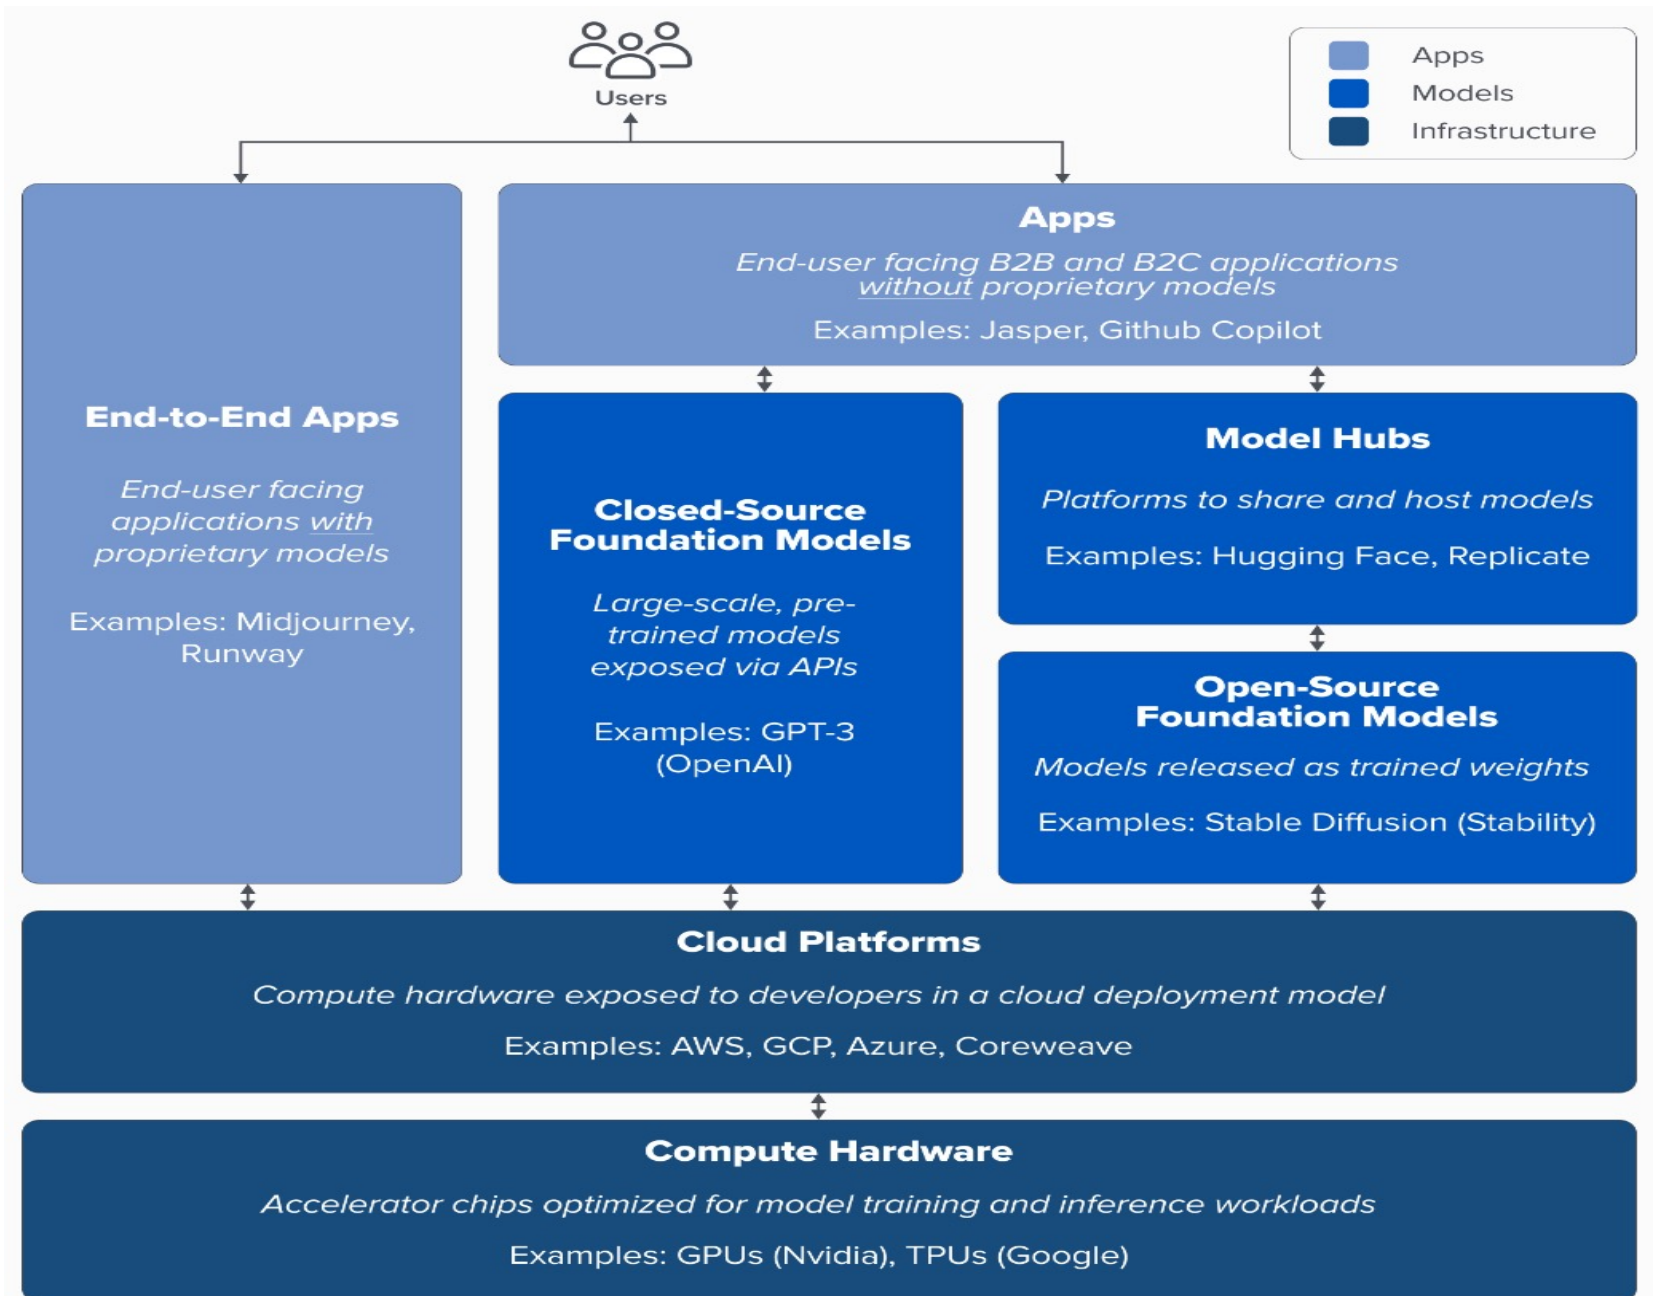 Users
Apps
Models
Infrastructure
End-to-End Apps
End-user facing
applications with
proprietary models
Examples: Midjourney,
Runway
Apps
End-user facing B2B and B2C applications
without proprietary models
Examples: Jasper, Github Copilot
Closed-Source
Foundation Models
Large-scale, pre-
trained models
exposed via APIs
Examples: GPT-3
(OpenAI)
Model Hubs
Platforms to share and host models
Examples: Hugging Face, Replicate
Open-Source
Foundation Models
Models released as trained weights
Examples: Stable Diffusion (Stability)
Cloud Platforms
Compute hardware exposed to developers in a cloud deployment model
Examples: AWS, GCP, Azure, Coreweave
Compute Hardware
Accelerator chips optimized for model training and inference workloads
Examples: GPUs (Nvidia), TPUs (Google)